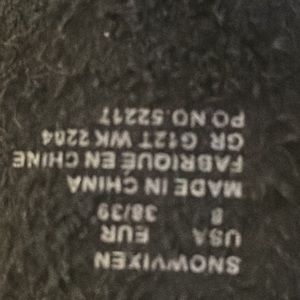 SNOWVIXEN
USA EUR
8 38/39
MADE IN CHINA
FABRIQUE EN CHINE
GR G12T WK 2204
PO.NO.52217